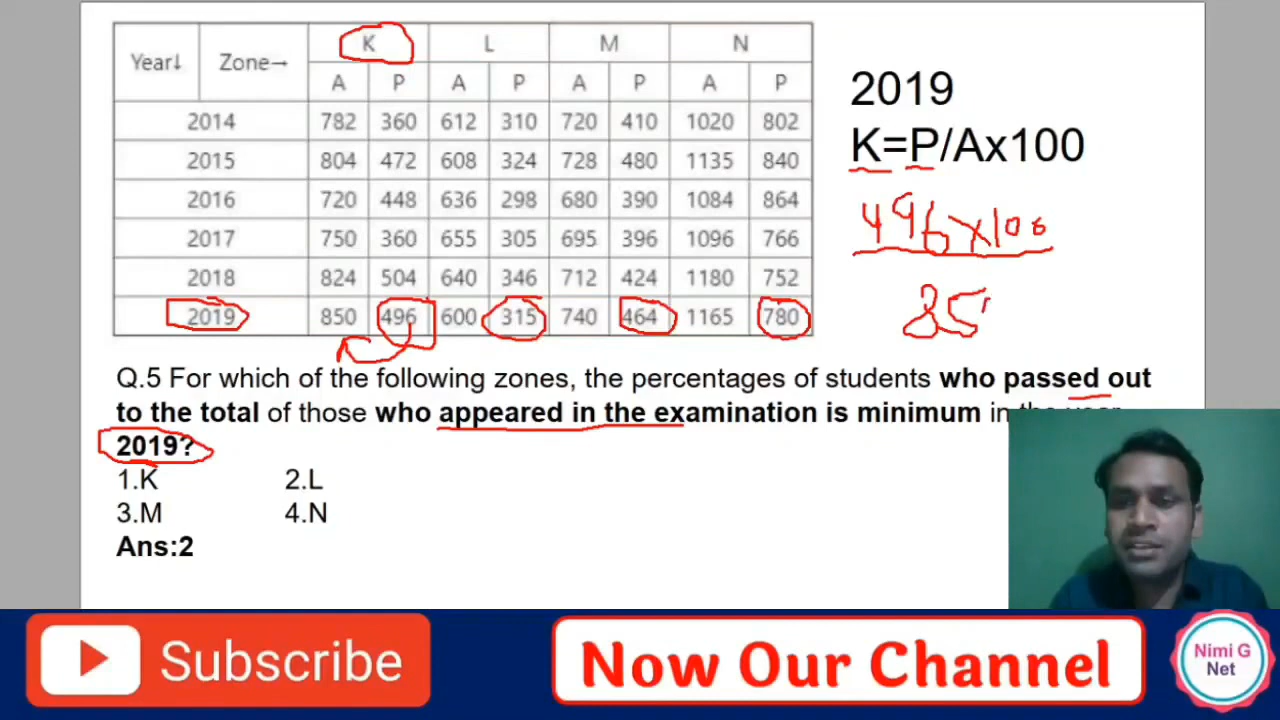 Year↓ Zone→ K L M N
A P A P A P A P
2014 782 360 612 310 720 410 1020 802
2015 804 472 608 324 728 480 1135 840
2016 720 448 636 298 680 390 1084 864
2017 750 360 655 305 695 396 1096 766
2018 824 504 640 346 712 424 1180 752
2019 850 496 600 315 740 464 1165 780
2019
K=P/Ax100
496x100
85
Q.5 For which of the following zones, the percentages of students who passed out
to the total of those who appeared in the examination is minimum in the year
2019?
1.K 2.L
3.M 4.N
Ans:2
Subscribe
Now Our Channel
Nimi G
Net